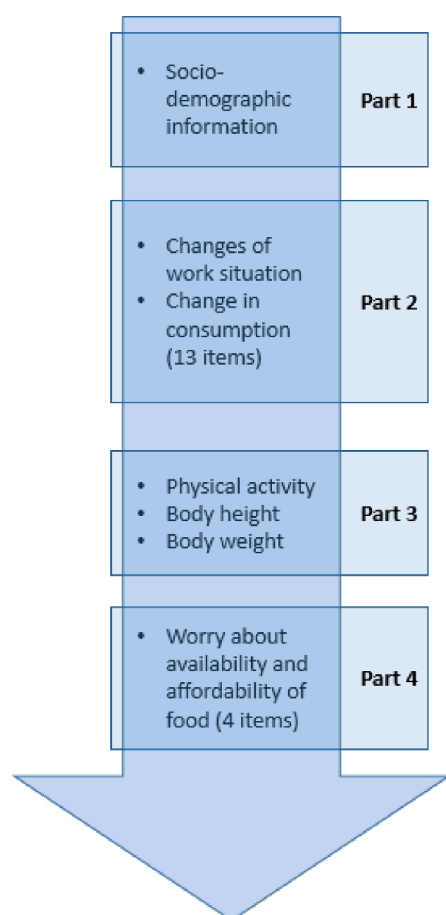 • Socio-
demographic
information
Part 1
• Changes of
work situation
• Change in
consumption
(13 items)
Part 2
• Physical activity
• Body height
• Body weight
Part 3
• Worry about
availability and
affordability of
food (4 items)
Part 4